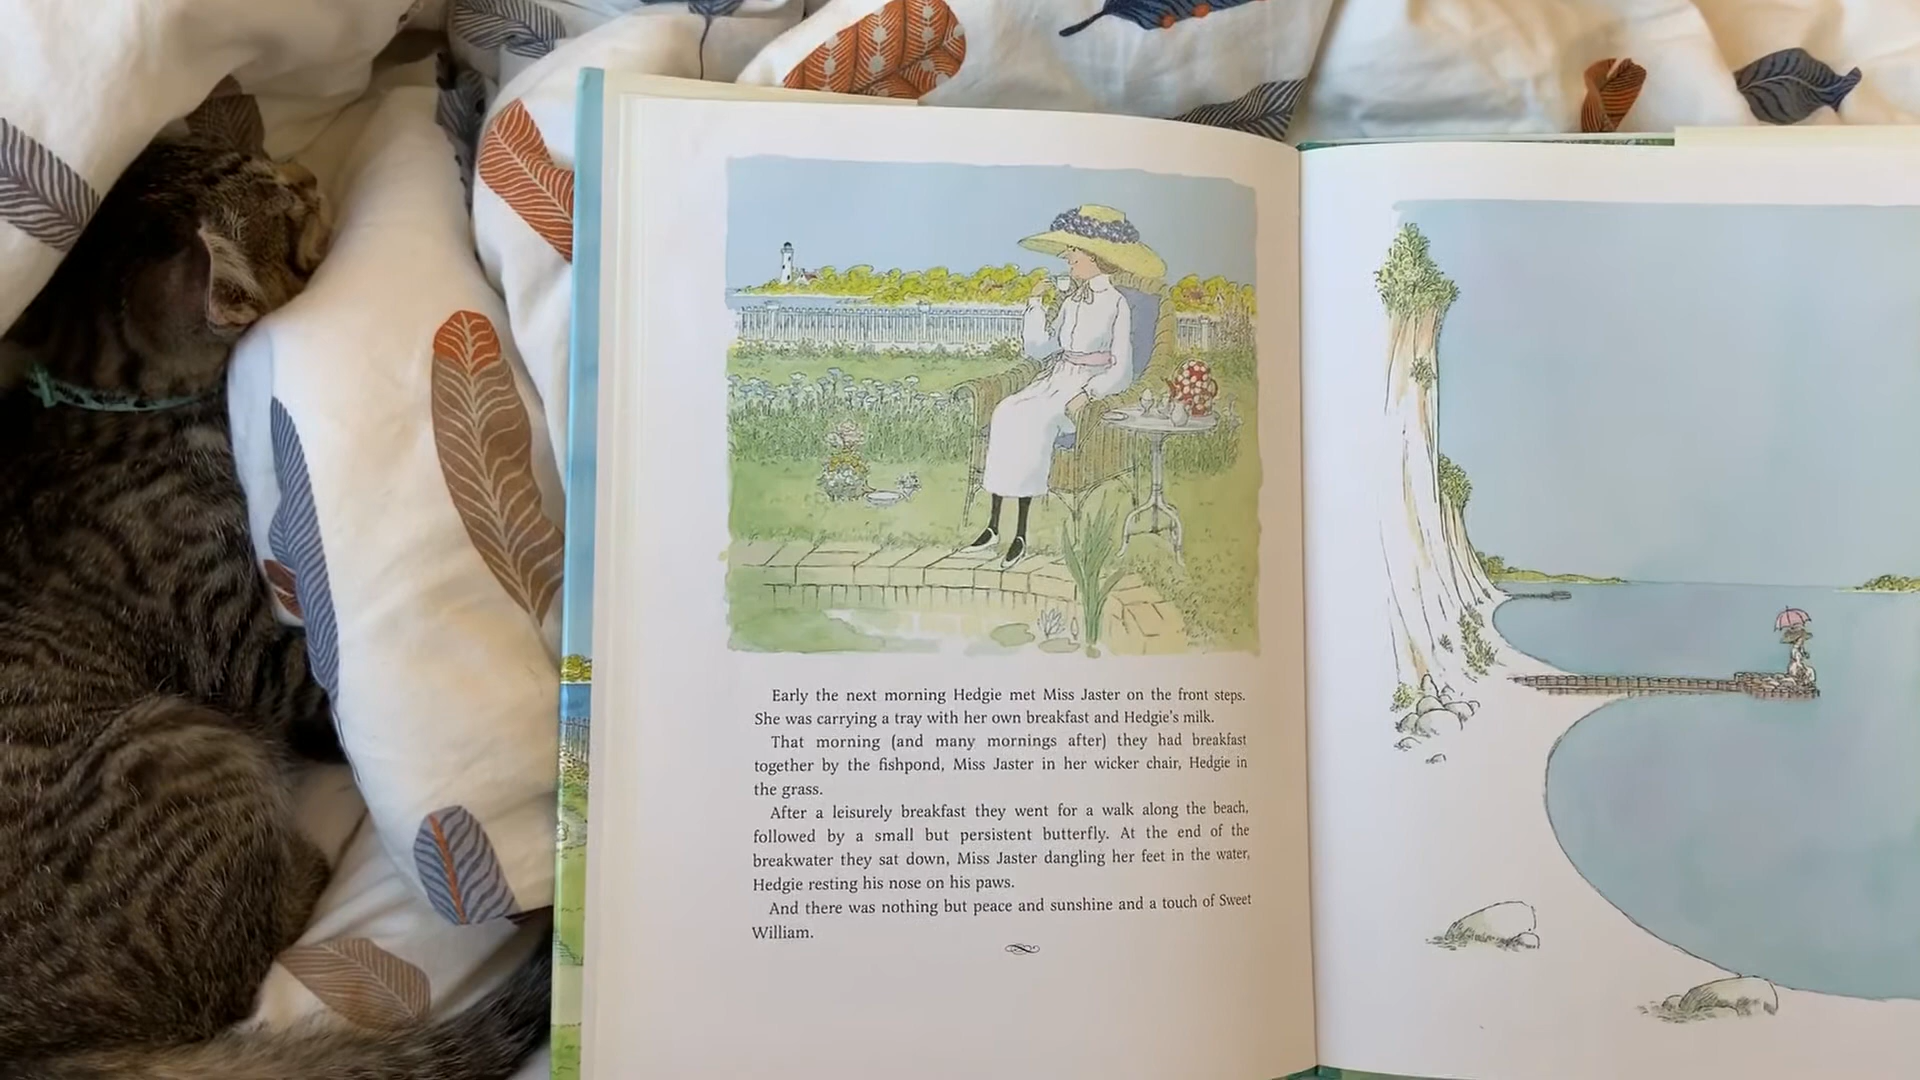 Early the next morning Hedgie met Miss Jaster on the front steps.
She was carrying a tray with her own breakfast and Hedgie's milk.
That morning (and many mornings after) they had breakfast
together by the fishpond, Miss Jaster in her wicker chair, Hedgie in
the grass.
After a leisurely breakfast they went for a walk along the beach,
followed by a small but persistent butterfly. At the end of the
breakwater they sat down, Miss Jaster dangling her feet in the water,
Hedgie resting his nose on his paws.
And there was nothing but peace and sunshine and a touch of Sweet
William.